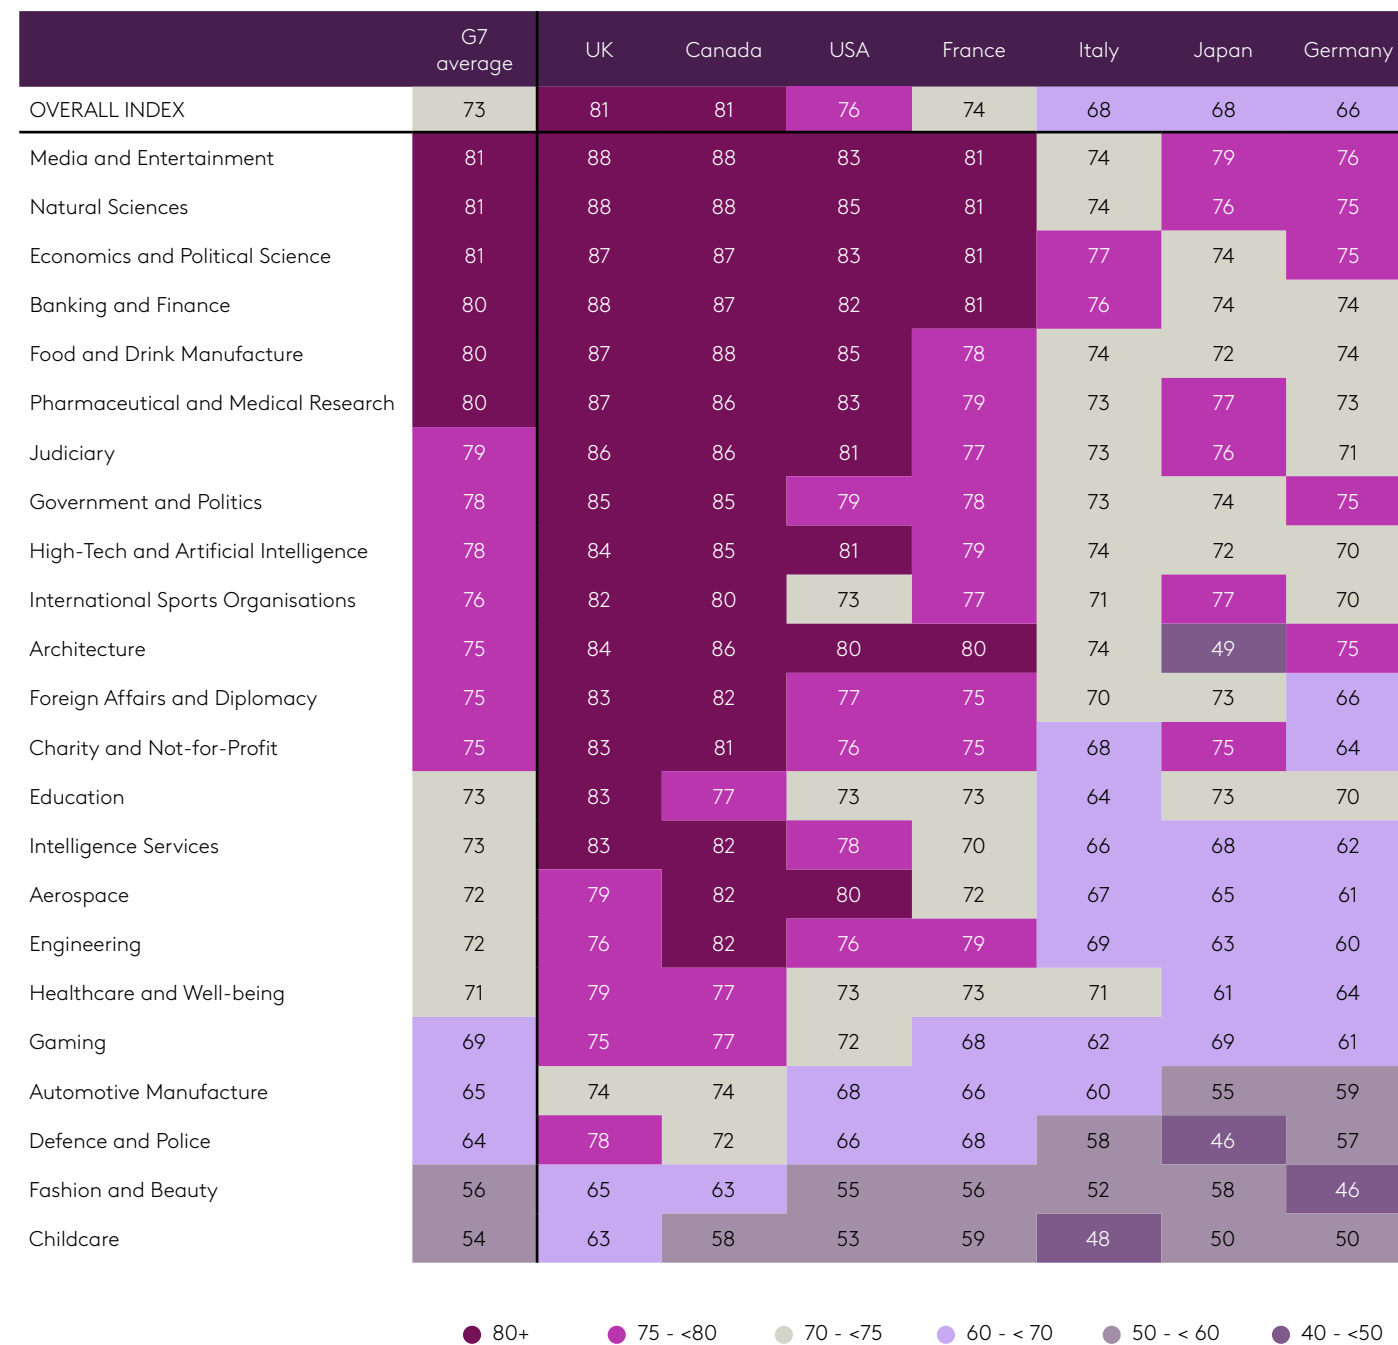 G7 average UK Canada USA France Italy Japan Germany
OVERALL INDEX 73 81 81 76 74 68 68 66
Media and Entertainment 81 88 88 83 81 74 79 76
Natural Sciences 81 88 88 85 81 74 76 75
Economics and Political Science 81 87 87 83 81 77 74 75
Banking and Finance 80 88 87 82 81 76 74 74
Food and Drink Manufacture 80 87 88 85 78 74 72 74
Pharmaceutical and Medical Research 80 87 86 83 79 73 77 73
Judiciary 79 86 86 81 77 73 76 71
Government and Politics 78 85 85 79 78 73 74 75
High-Tech and Artificial Intelligence 78 84 85 81 79 74 72 70
International Sports Organisations 76 82 80 73 77 71 77 70
Architecture 75 84 86 80 80 74 49 75
Foreign Affairs and Diplomacy 75 83 82 77 75 70 73 66
Charity and Not-for-Profit 75 83 81 76 75 68 75 64
Education 73 83 77 73 73 64 73 70
Intelligence Services 73 83 82 78 70 66 68 62
Aerospace 72 79 82 80 72 67 65 61
Engineering 72 76 82 76 79 69 63 60
Healthcare and Well-being 71 79 77 73 73 71 61 64
Gaming 69 75 77 72 68 62 69 61
Automotive Manufacture 65 74 74 68 66 60 55 59
Defence and Police 64 78 72 66 68 58 46 57
Fashion and Beauty 56 65 63 55 56 52 58 46
Childcare 54 63 58 53 59 48 50 50
80+ 75 - <80 70 - <75 60 - < 70 50 - < 60 40 - <50